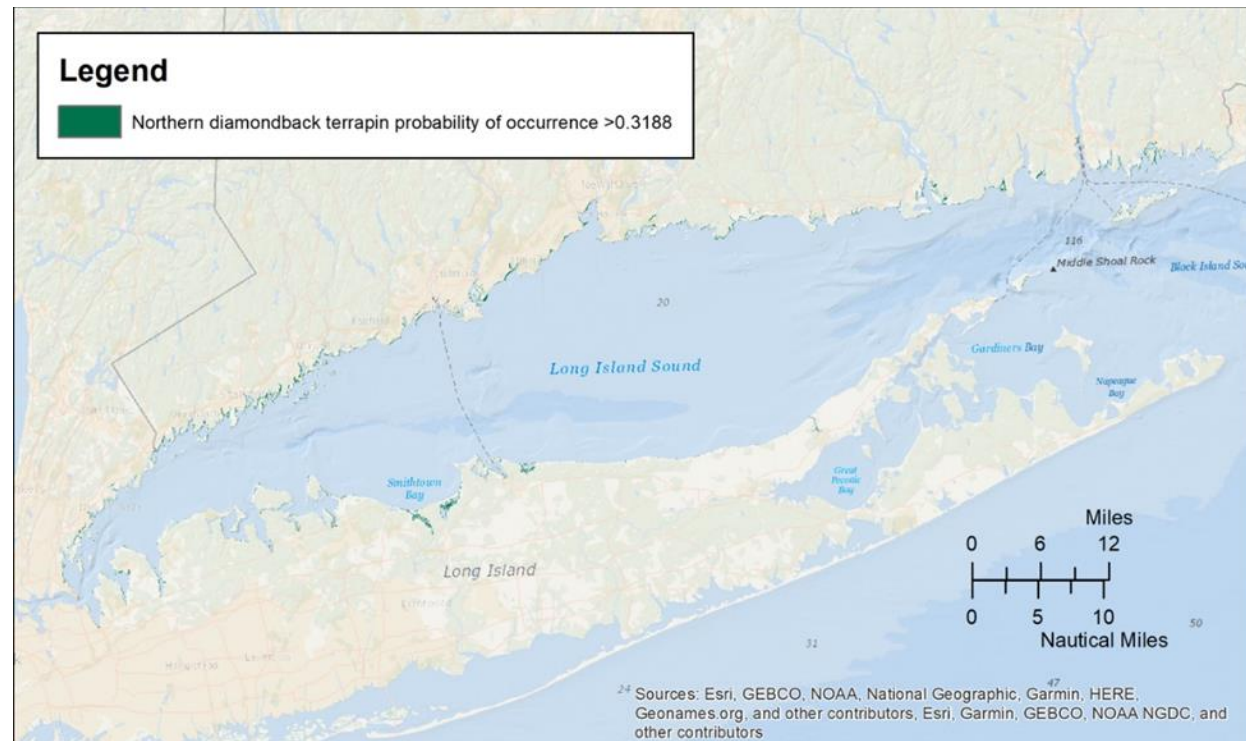 Legend
Northern diamondback terrapin probability of occurrence >0.3188
116
Middle Shoal Rock
Block Island Sou
20
Long Island Sound
Gardiners Bay
Napeague
Bay
Smithtown
Bay
Great
Peconic
Bay
Long Island
Miles
0 6 12
0 5 10
Nautical Miles
50
31
47
24
Sources: Esri, GEBCO, NOAA, National Geographic, Garmin, HERE,
Geonames.org, and other contributors, Esri, Garmin, GEBCO, NOAA NGDC, and
other contributors